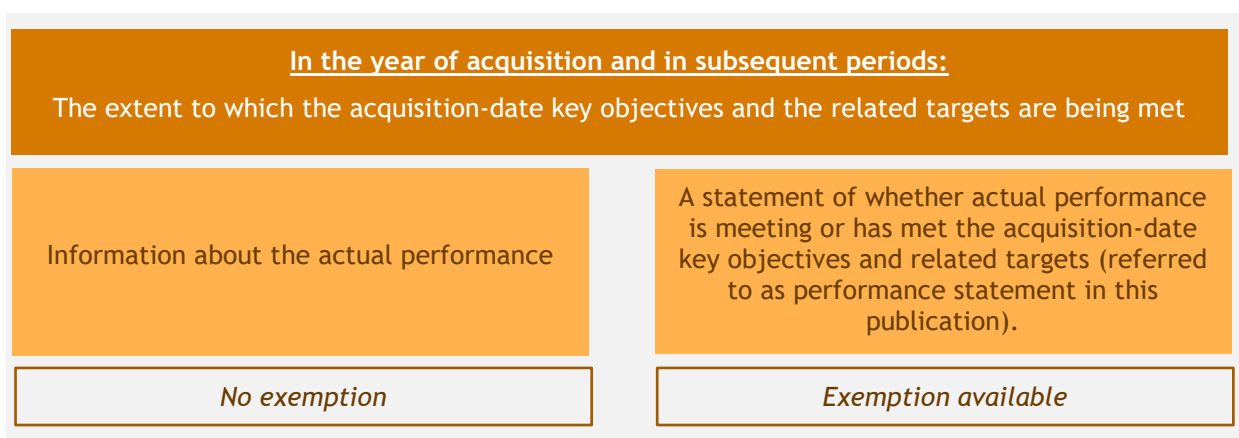 In the year of acquisition and in subsequent periods:
The extent to which the acquisition-date key objectives and the related targets are being met
Information about the actual performance
A statement of whether actual performance
is meeting or has met the acquisition-date
key objectives and related targets (referred
to as performance statement in this
publication).
No exemption
Exemption available